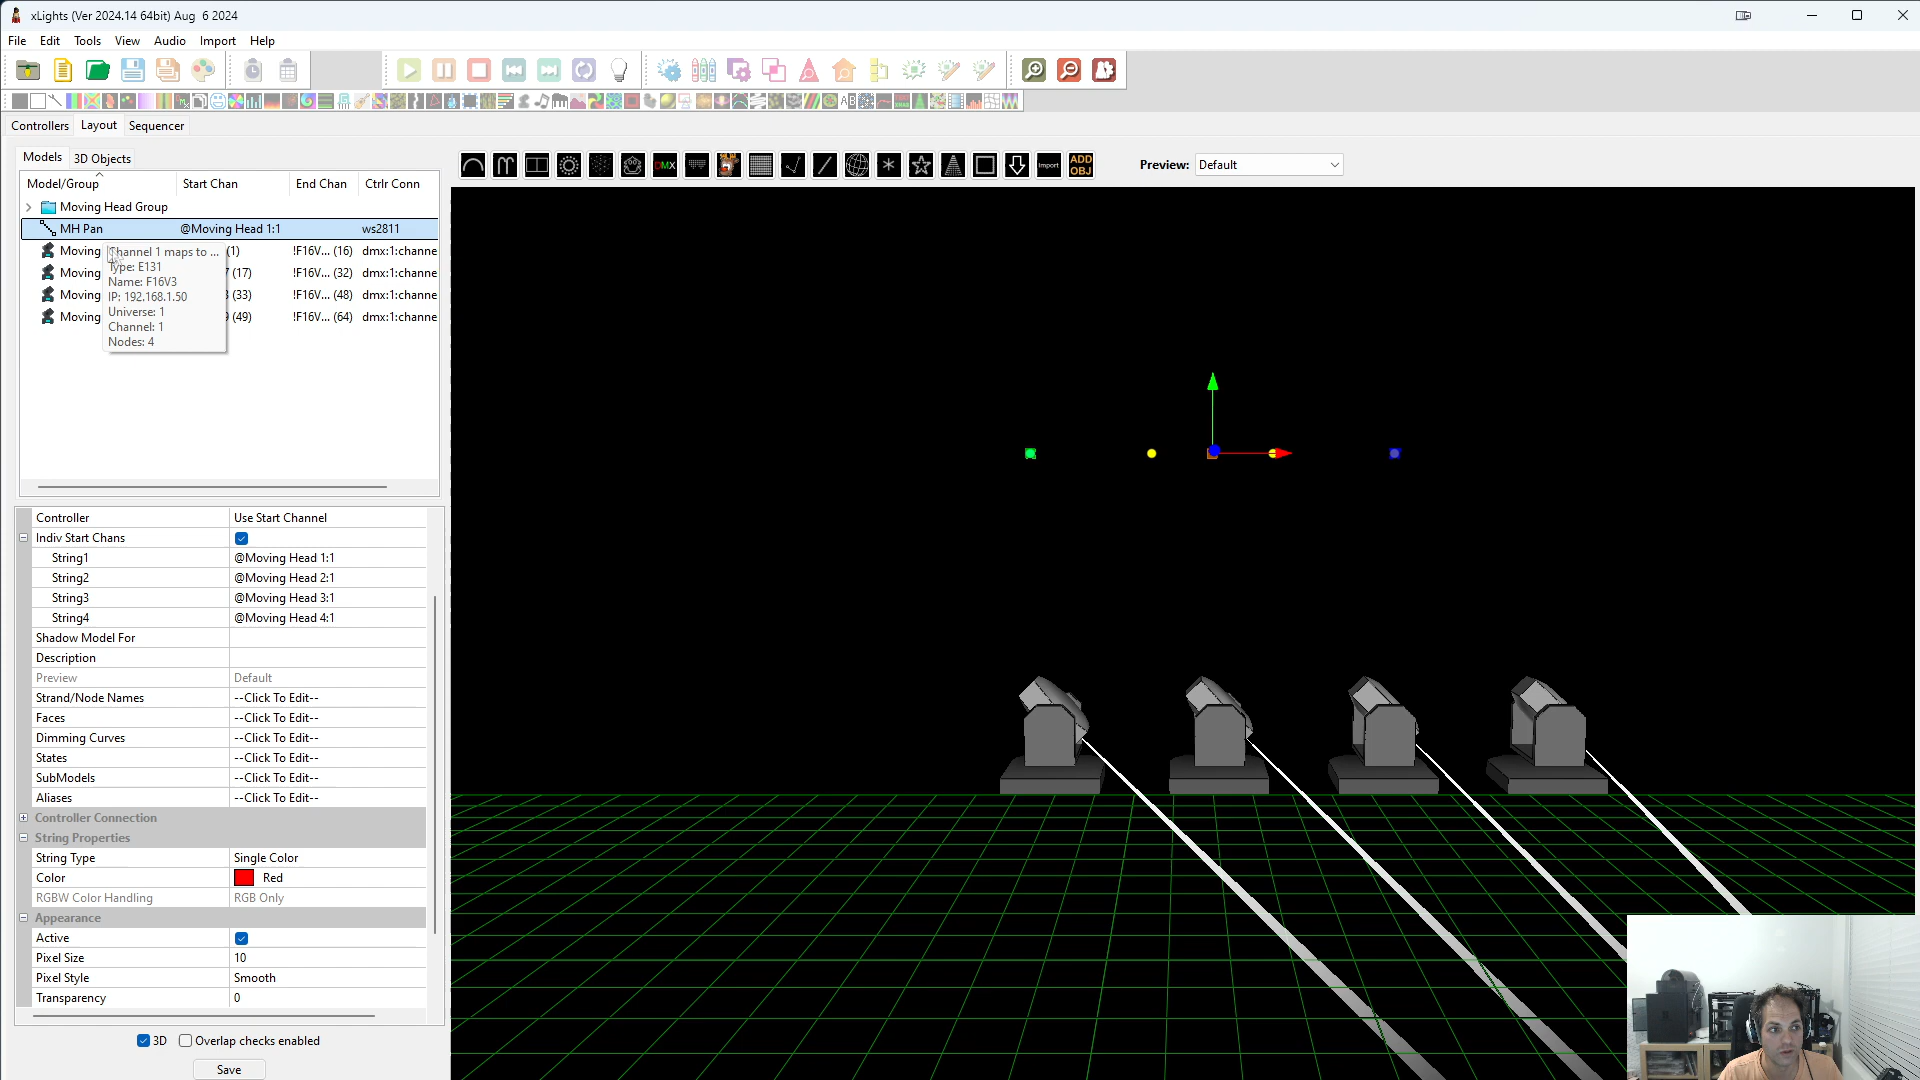 xLights (Ver 2024.14 64bit) Aug 6 2024
File Edit Tools View Audio Import Help
Controllers Layout Sequencer
Models 3D Objects
DMX Import ADD OBJ Preview: Default
Model/Group Start Chan End Chan Ctrlr Conn
Moving Head Group
MH Pan @Moving Head 1:1 ws2811
Moving (1) !F16V... (16) dmx:1:channe
Moving (17) !F16V... (32) dmx:1:channe
Moving (33) !F16V... (48) dmx:1:channe
Moving (49) !F16V... (64) dmx:1:channe
Channel 1 maps to ...
Type: E131
Name: F16V3
IP: 192.168.1.50
Universe: 1
Channel: 1
Nodes: 4
Controller Use Start Channel
Indiv Start Chans
String1 @Moving Head 1:1
String2 @Moving Head 2:1
String3 @Moving Head 3:1
String4 @Moving Head 4:1
Shadow Model For
Description
Preview Default
Strand/Node Names --Click To Edit--
Faces --Click To Edit--
Dimming Curves --Click To Edit--
States --Click To Edit--
SubModels --Click To Edit--
Aliases --Click To Edit--
Controller Connection
String Properties
String Type Single Color
Color Red
RGBW Color Handling RGB Only
Appearance
Active
Pixel Size 10
Pixel Style Smooth
Transparency 0
3D Overlap checks enabled
Save